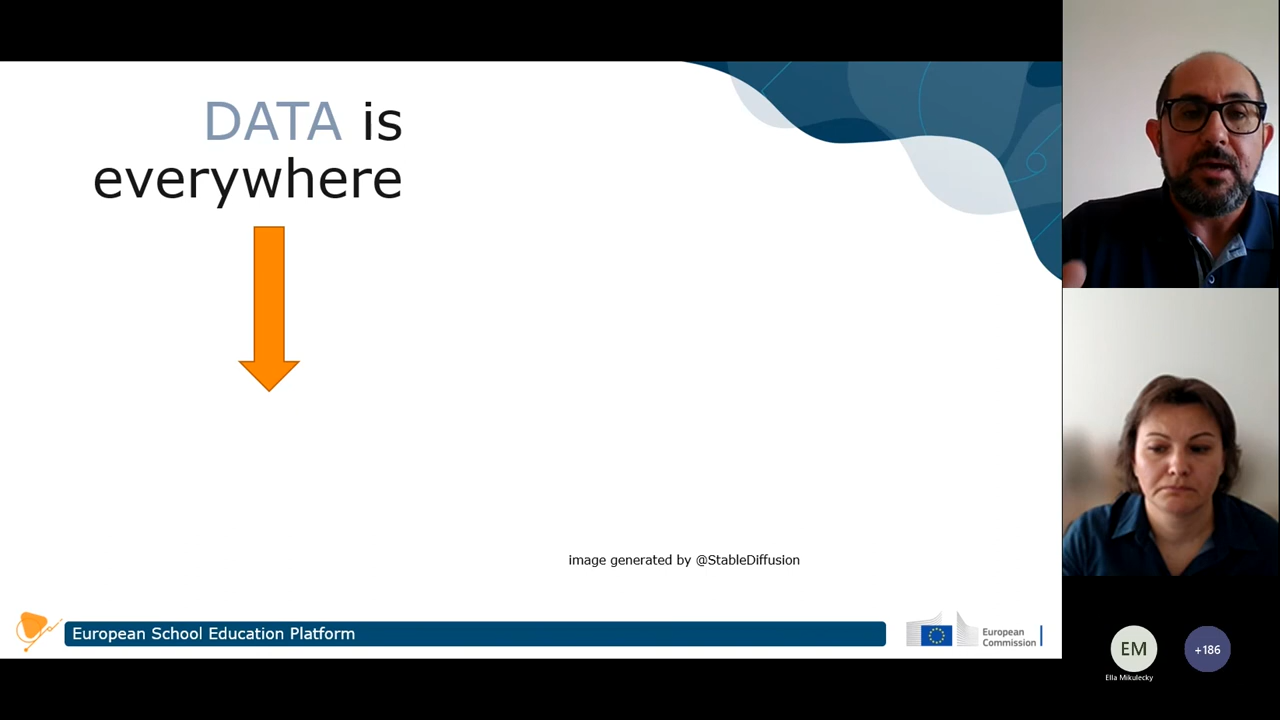 DATA is
everywhere
image generated by @StableDiffusion
European School Education Platform
European
Commission
EM
+186
Ella Mikulecky